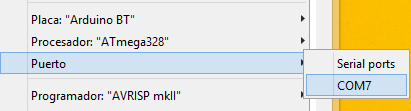 Placa: "Arduino BT"
Procesador: "ATmega328"
Puerto
Serial ports
COM7
Programador: "AVRISP mkII"